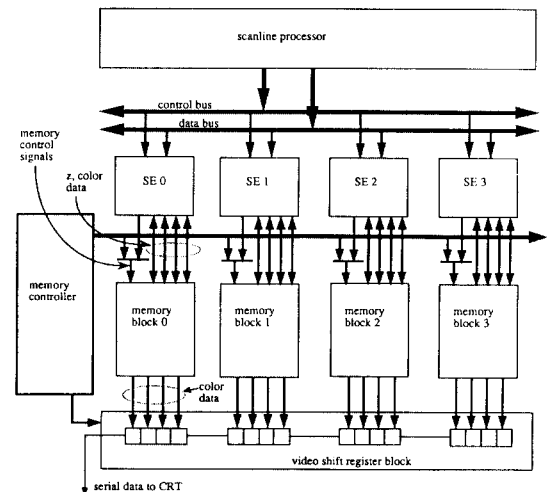 scanline processor
control bus
data bus
memory
control
signals
z, color
data
SE 0
SE 1
SE 2
SE 3
memory
controller
memory
block 0
memory
block 1
memory
block 2
memory
block 3
color
data
video shift register block
serial data to CRT